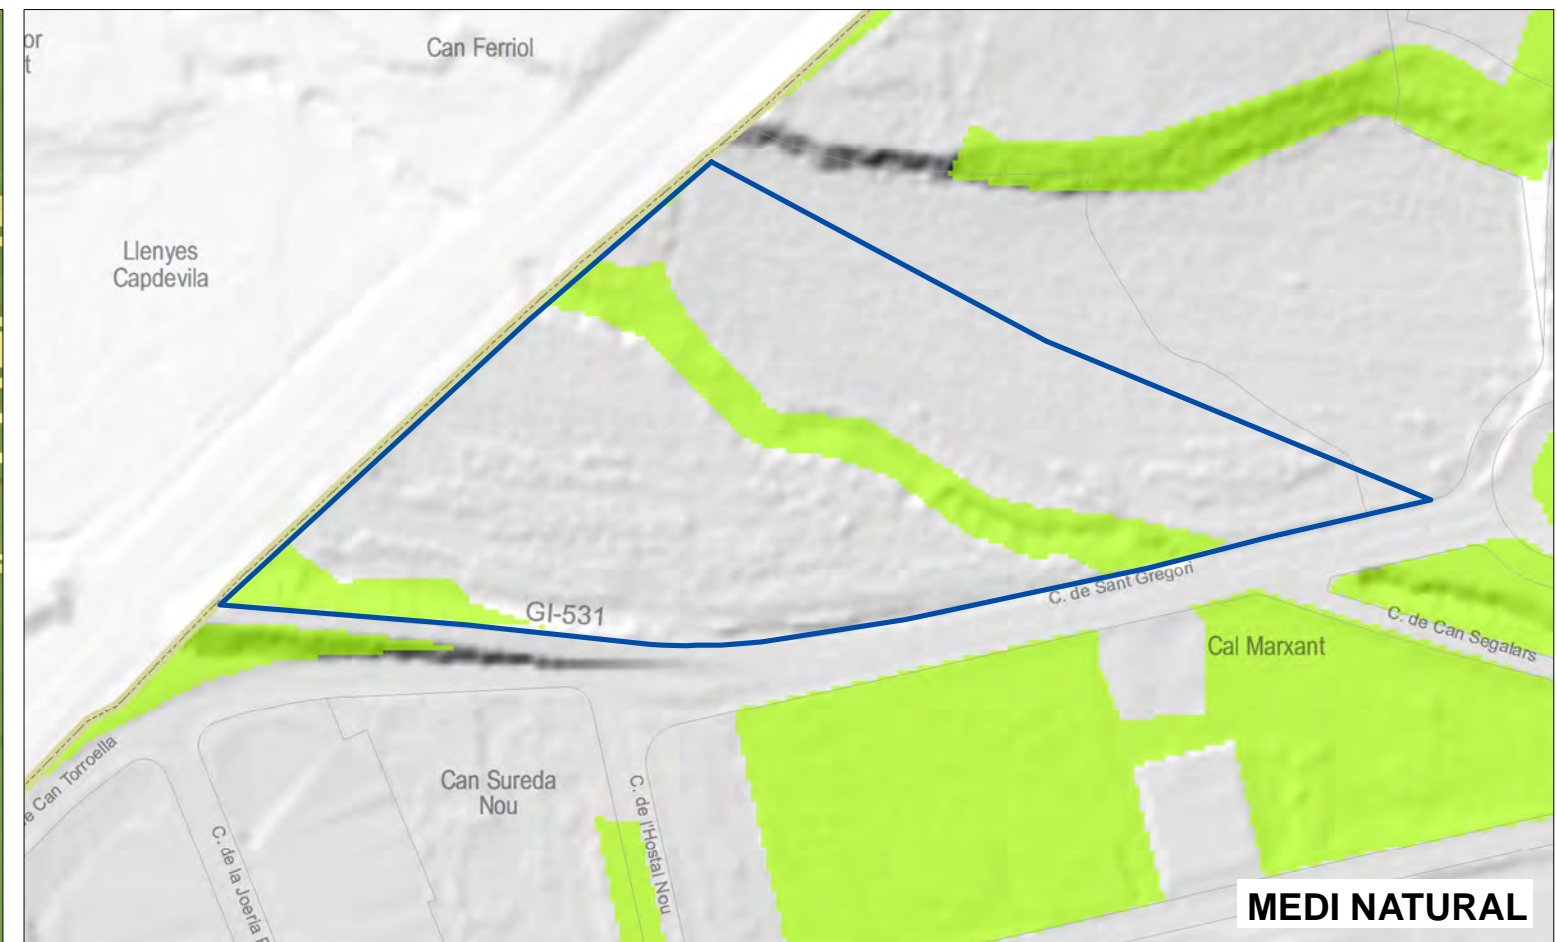 or
t
Can Ferriol
Llenyes
Capdevila
GI-531
C. de Sant Gregori
C. de Can Segalars
Cal Marxant
e Can Torroella
Can Sureda
Nou
C. de l'Hostal Nou
C. de la Joeria
MEDI NATURAL